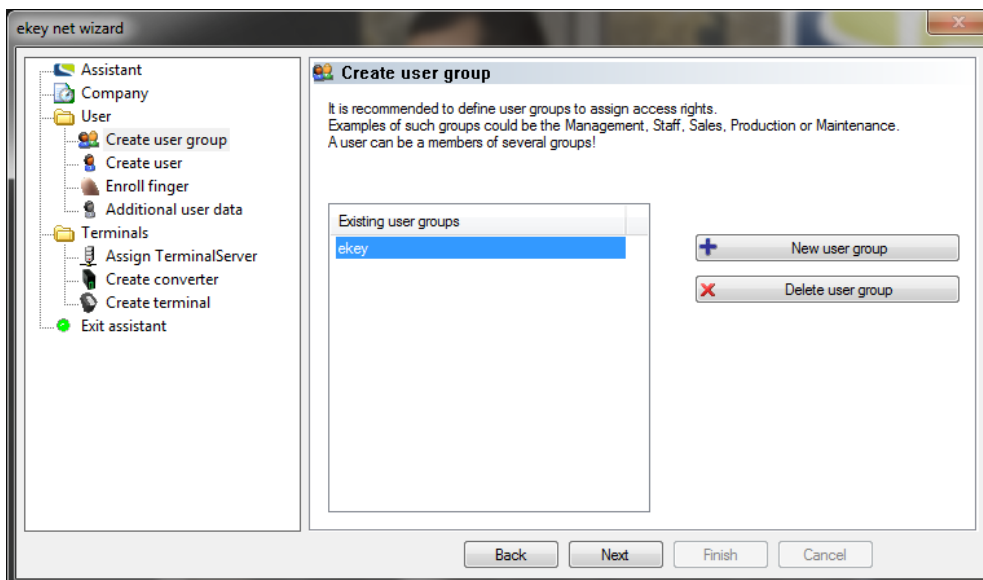 ekey net wizard
Assistant
Company
User
Create user group
Create user
Enroll finger
Additional user data
Terminals
Assign TerminalServer
Create converter
Create terminal
Exit assistant
Create user group
It is recommended to define user groups to assign access rights.
Examples of such groups could be the Management, Staff, Sales, Production or Maintenance.
A user can be a members of several groups!
Existing user groups
ekey
New user group
Delete user group
Back Next Finish Cancel